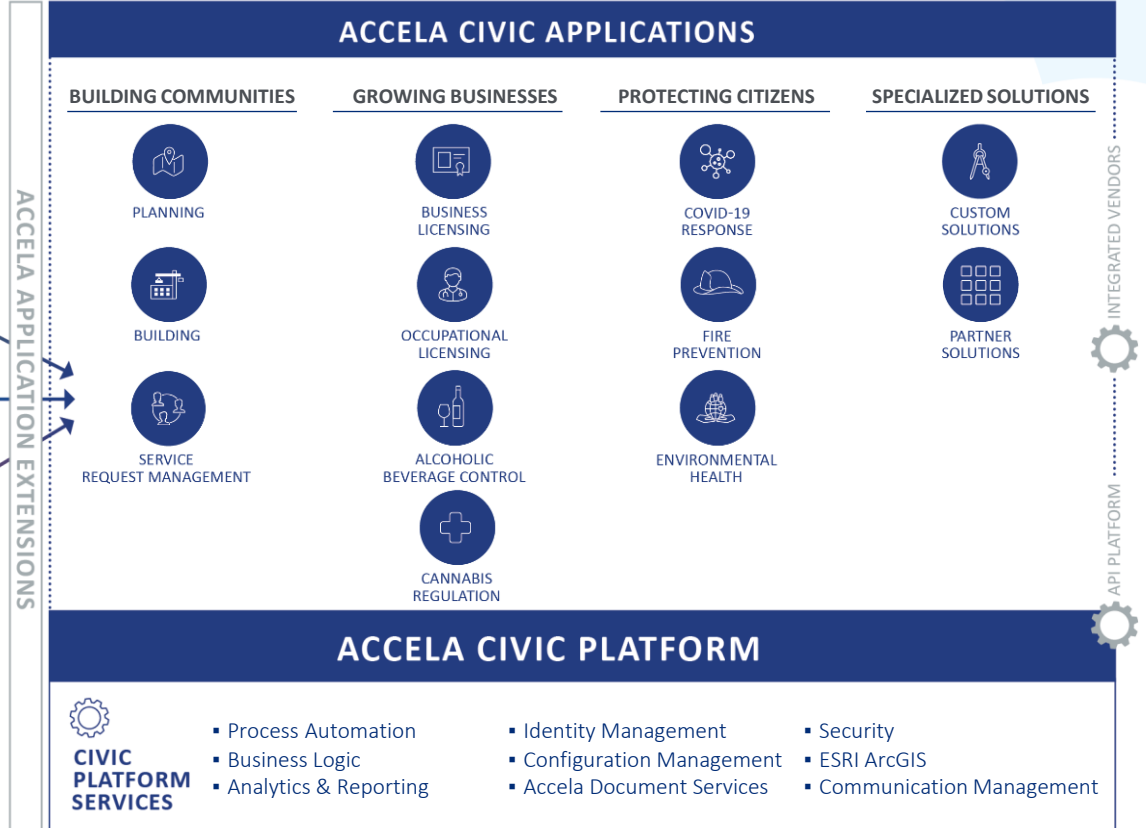 ACCELA CIVIC APPLICATIONS
BUILDING COMMUNITIES
PLANNING
BUILDING
SERVICE
REQUEST MANAGEMENT
GROWING BUSINESSES
BUSINESS
LICENSING
OCCUPATIONAL
LICENSING
ALCOHOLIC
BEVERAGE CONTROL
CANNABIS
REGULATION
PROTECTING CITIZENS
COVID-19
RESPONSE
FIRE
PREVENTION
ENVIRONMENTAL
HEALTH
SPECIALIZED SOLUTIONS
CUSTOM
SOLUTIONS
PARTNER
SOLUTIONS
ACCELA APPLICATION EXTENSIONS
INTEGRATED VENDORS
API PLATFORM
ACCELA CIVIC PLATFORM
CIVIC
PLATFORM
SERVICES
▪ Process Automation
▪ Business Logic
▪ Analytics & Reporting
▪ Identity Management
▪ Configuration Management
▪ Accela Document Services
▪ Security
▪ ESRI ArcGIS
▪ Communication Management